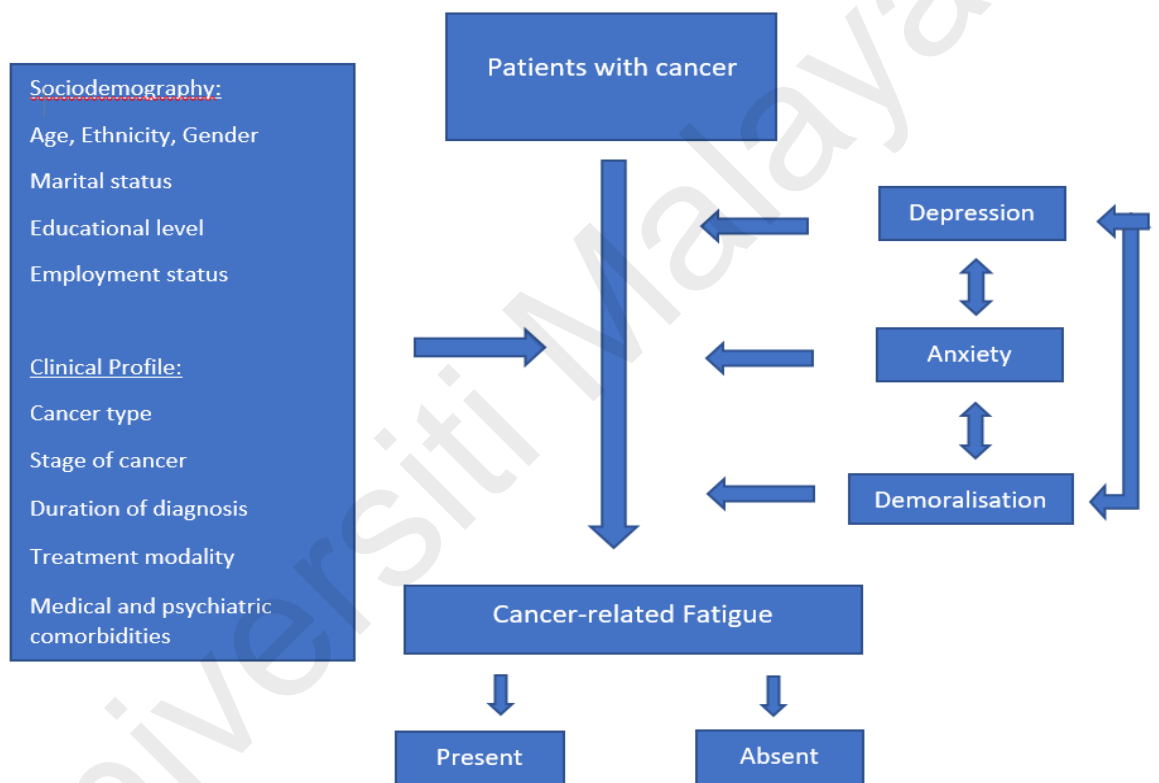 Patients with cancer
Sociodemography:
Age, Ethnicity, Gender
Marital status
Educational level
Employment status
Clinical Profile:
Cancer type
Stage of cancer
Duration of diagnosis
Treatment modality
Medical and psychiatric
comorbidities
Depression
Anxiety
Demoralisation
Cancer-related Fatigue
Present
Absent
niversiti Malaya